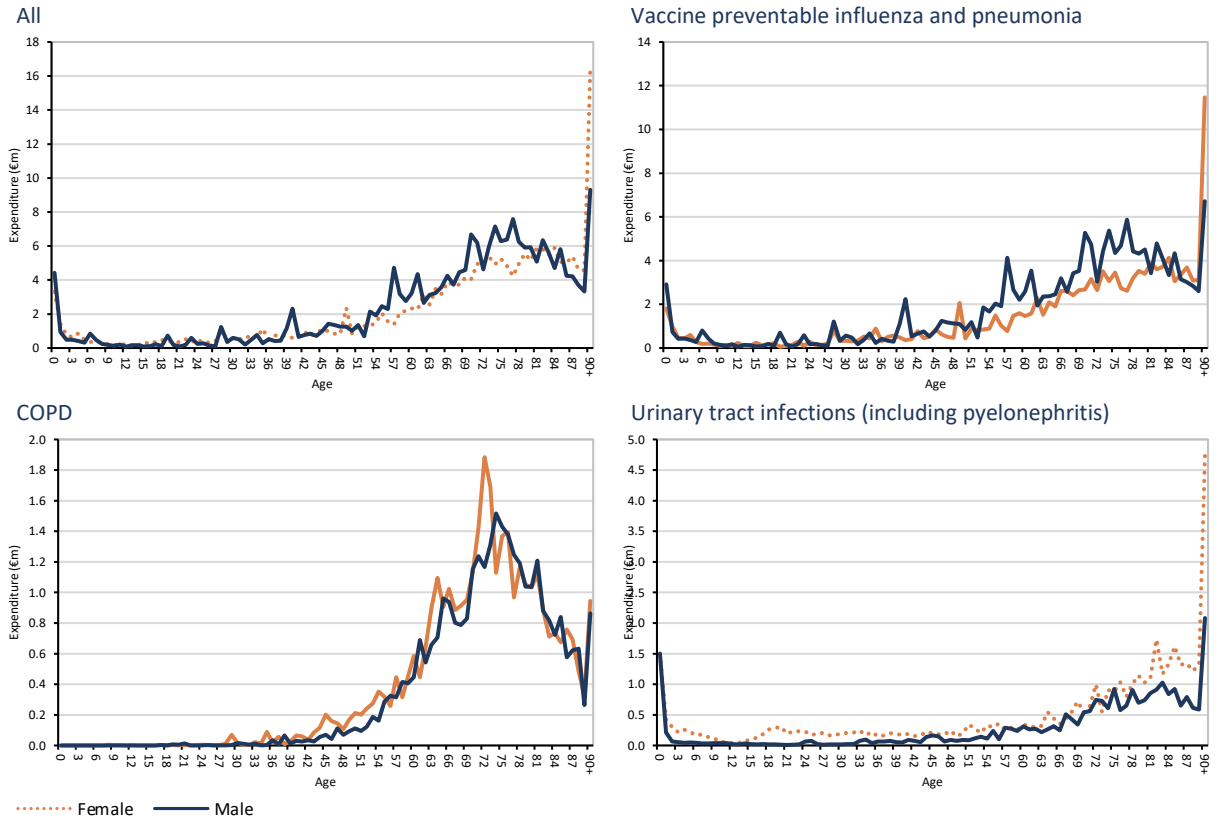 All
Vaccine preventable influenza and pneumonia
18
16
14
12
10
8
6
4
2
0
Expenditure (€m)
0 3 6 9 12 15 18 21 24 27 30 33 36 39 42 45 48 51 54 57 60 63 66 69 72 75 78 81 84 87 90+
Age
14
12
10
8
6
4
2
0
Expenditure (€m)
0 3 6 9 12 15 18 21 24 27 30 33 36 39 42 45 48 51 54 57 60 63 66 69 72 75 78 81 84 87 90+
Age
COPD
Urinary tract infections (including pyelonephritis)
2.0
1.8
1.6
1.4
1.2
1.0
0.8
0.6
0.4
0.2
0.0
Expenditure (€m)
0 3 6 9 12 15 18 21 24 27 30 33 36 39 42 45 48 51 54 57 60 63 66 69 72 75 78 81 84 87 90+
Age
5.0
4.5
4.0
3.5
3.0
2.5
2.0
1.5
1.0
0.5
0.0
Expenditure (€m)
0 3 6 9 12 15 18 21 24 27 30 33 36 39 42 45 48 51 54 57 60 63 66 69 72 75 78 81 84 87 90+
Age
Female Male